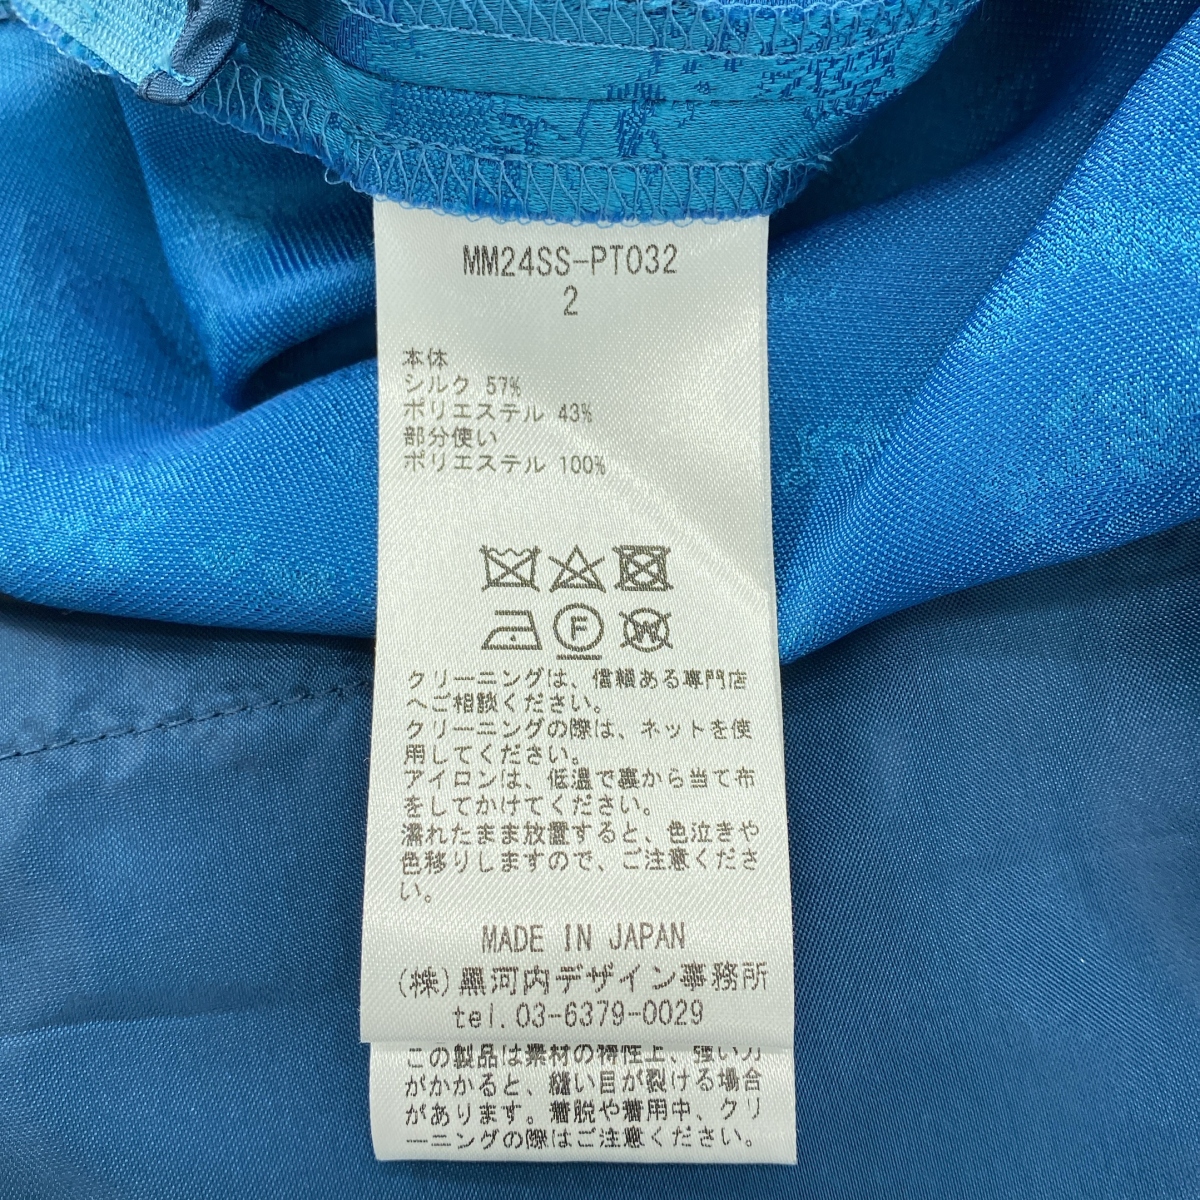 MM24SS-PT032
2
本体
シルク 57%
ポリエステル 43%
部分使い
ポリエステル 100%
F
W
クリーニングは、信頼ある専門店
へご相談ください。
クリーニングの際は、ネットを使
用してください。
アイロンは、低温で裏から当て布
をしてかけてください。
濡れたまま放置すると、色泣きや
色移りしますので、ご注意くださ
い。
MADE IN JAPAN
(株)黒河内デザイン事務所
tel.03-6379-0029
この製品は素材の特性上、強い力
がかかると、縫い目が裂ける場合
があります。着脱や着用中、クリ
ーニングの際はご注意ください。